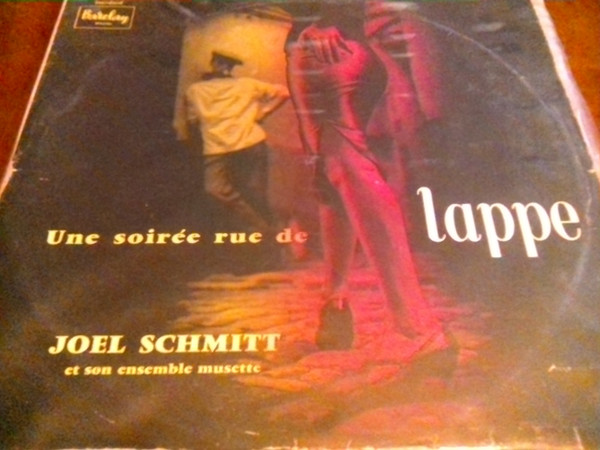 Barclay
Une soirée rue de
lappe
JOEL SCHMITT
et son ensemble musette